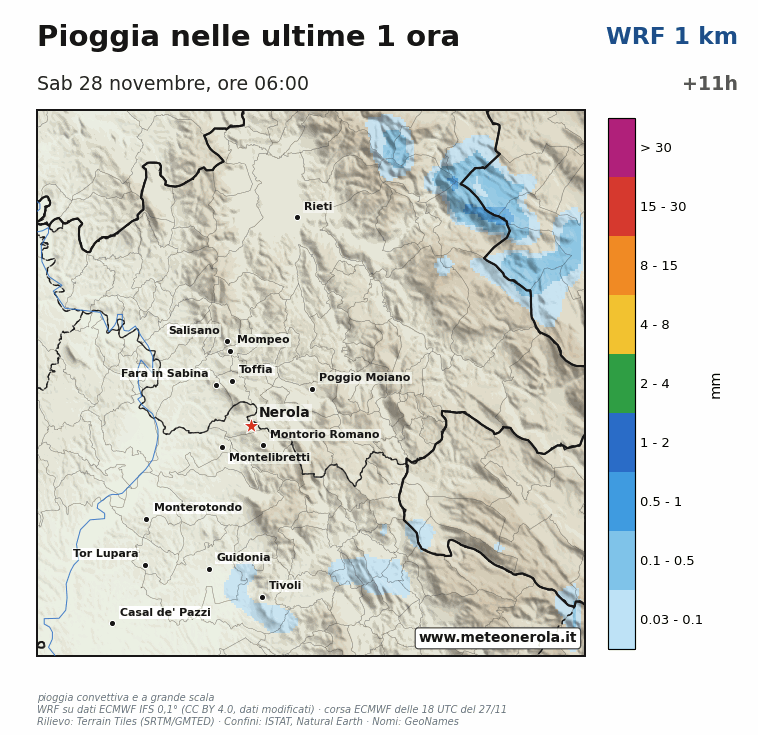 Pioggia nelle ultime 1 ora
WRF 1 km
Sab 28 novembre, ore 06:00
+11h
Rieti
Salisano
Mompeo
Fara in Sabina
Toffia
Poggio Moiano
Nerola
Montorio Romano
Montelibretti
Monterotondo
Tor Lupara
Guidonia
Tivoli
Casal de' Pazzi
www.meteonerola.it
> 30
15 - 30
8 - 15
4 - 8
2 - 4
1 - 2
0.5 - 1
0.1 - 0.5
0.03 - 0.1
mm
pioggia convettiva e a grande scala
WRF su dati ECMWF IFS 0,1° (CC BY 4.0, dati modificati) · corsa ECMWF delle 18 UTC del 27/11
Rilievo: Terrain Tiles (SRTM/GMTED) · Confini: ISTAT, Natural Earth · Nomi: GeoNames